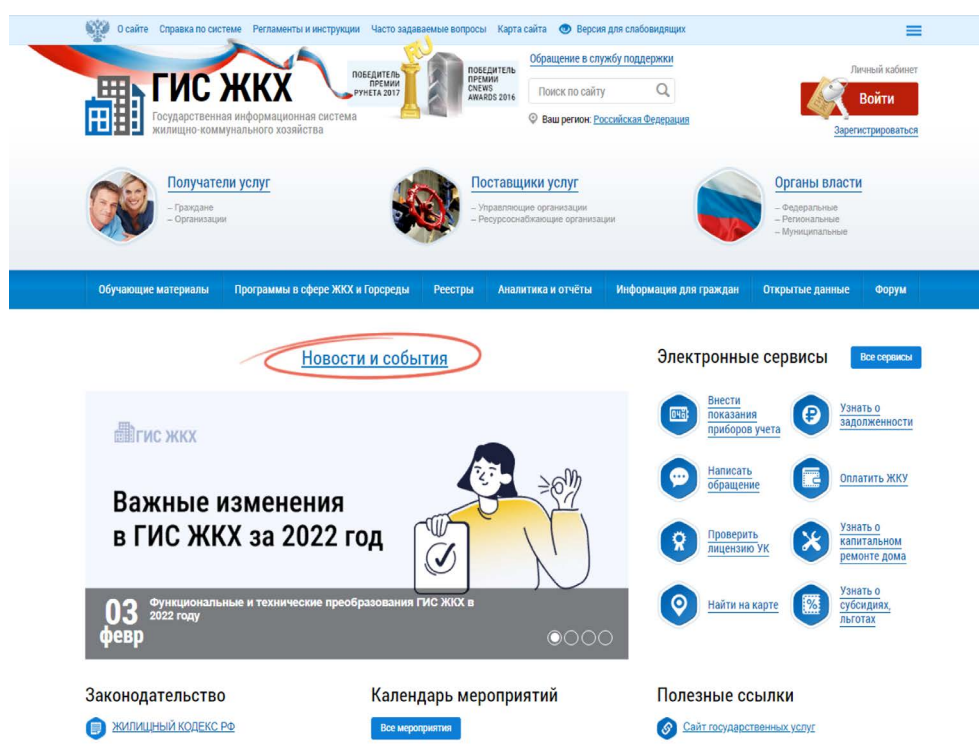 О сайте Справка по системе Регламенты и инструкции Часто задаваемые вопросы Карта сайта Версия для слабовидящих
ГИС ЖКХ
Государственная информационная система
жилищно-коммунального хозяйства
ПОБЕДИТЕЛЬ
ПРЕМИИ
РУНЕТА 2017
RU
ПОБЕДИТЕЛЬ
ПРЕМИИ
CNEWS
AWARDS 2016
Обращение в службу поддержки
Поиск по сайту
Ваш регион: Российская Федерация
Личный кабинет
Войти
Зарегистрироваться
Получатели услуг
– Граждане
– Организации
Поставщики услуг
– Управляющие организации
– Ресурсоснабжающие организации
Органы власти
– Федеральные
– Региональные
– Муниципальные
Обучающие материалы Программы в сфере ЖКХ и Горсреды Реестры Аналитика и отчёты Информация для граждан Открытые данные Форум
Новости и события
ГИС ЖКХ
Важные изменения
в ГИС ЖКХ за 2022 год
03
февр
Функциональные и технические преобразования ГИС ЖКХ в
2022 году
Электронные сервисы
Все сервисы
Внести
показания
приборов учета
Узнать о
задолженности
Написать
обращение
Оплатить ЖКУ
Проверить
лицензию УК
Узнать о
капитальном
ремонте дома
Найти на карте
Узнать о
субсидиях,
льготах
Законодательство
ЖИЛИЩНЫЙ КОДЕКС РФ
Календарь мероприятий
Все мероприятия
Полезные ссылки
Сайт государственных услуг